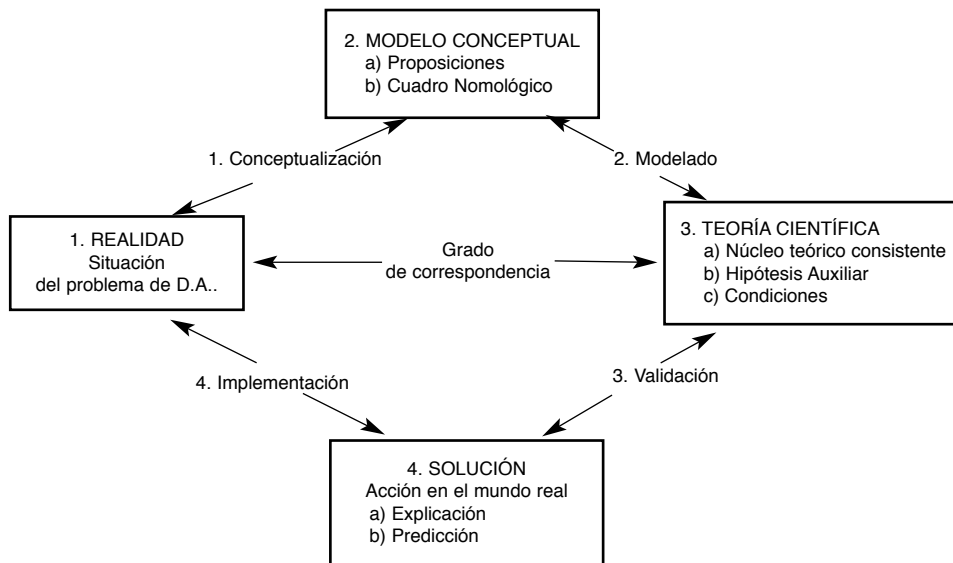 2. MODELO CONCEPTUAL
a) Proposiciones
b) Cuadro Nomológico
1. Conceptualización
2. Modelado
1. REALIDAD
Situación
del problema de D.A..
Grado
de correspondencia
3. TEORÍA CIENTÍFICA
a) Núcleo teórico consistente
b) Hipótesis Auxiliar
c) Condiciones
4. Implementación
3. Validación
4. SOLUCIÓN
Acción en el mundo real
a) Explicación
b) Predicción